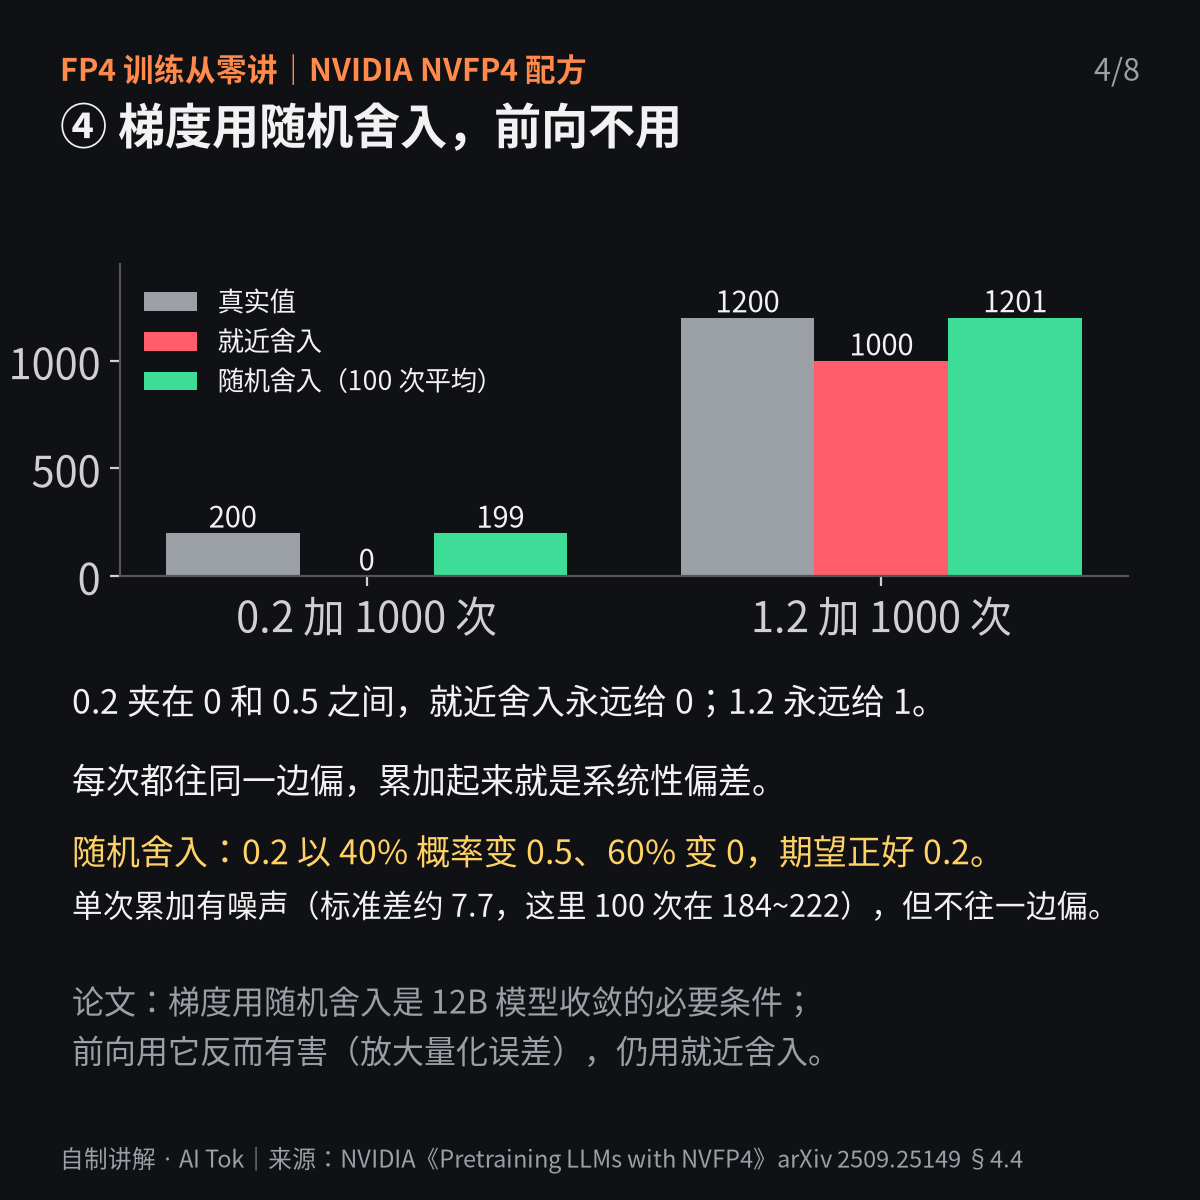 FP4 训练从零讲｜NVIDIA NVFP4 配方
4/8
④ 梯度用随机舍入，前向不用
真实值
就近舍入
随机舍入（100 次平均）
1000
500
0
200
0
199
1200
1000
1201
0.2 加 1000 次
1.2 加 1000 次
0.2 夹在 0 和 0.5 之间，就近舍入永远给 0；1.2 永远给 1。
每次都往同一边偏，累加起来就是系统性偏差。
随机舍入：0.2 以 40% 概率变 0.5、60% 变 0，期望正好 0.2。
单次累加有噪声（标准差约 7.7，这里 100 次在 184~222），但不往一边偏。
论文：梯度用随机舍入是 12B 模型收敛的必要条件；
前向用它反而有害（放大量化误差），仍用就近舍入。
自制讲解 · AI Tok｜来源：NVIDIA《Pretraining LLMs with NVFP4》arXiv 2509.25149 §4.4